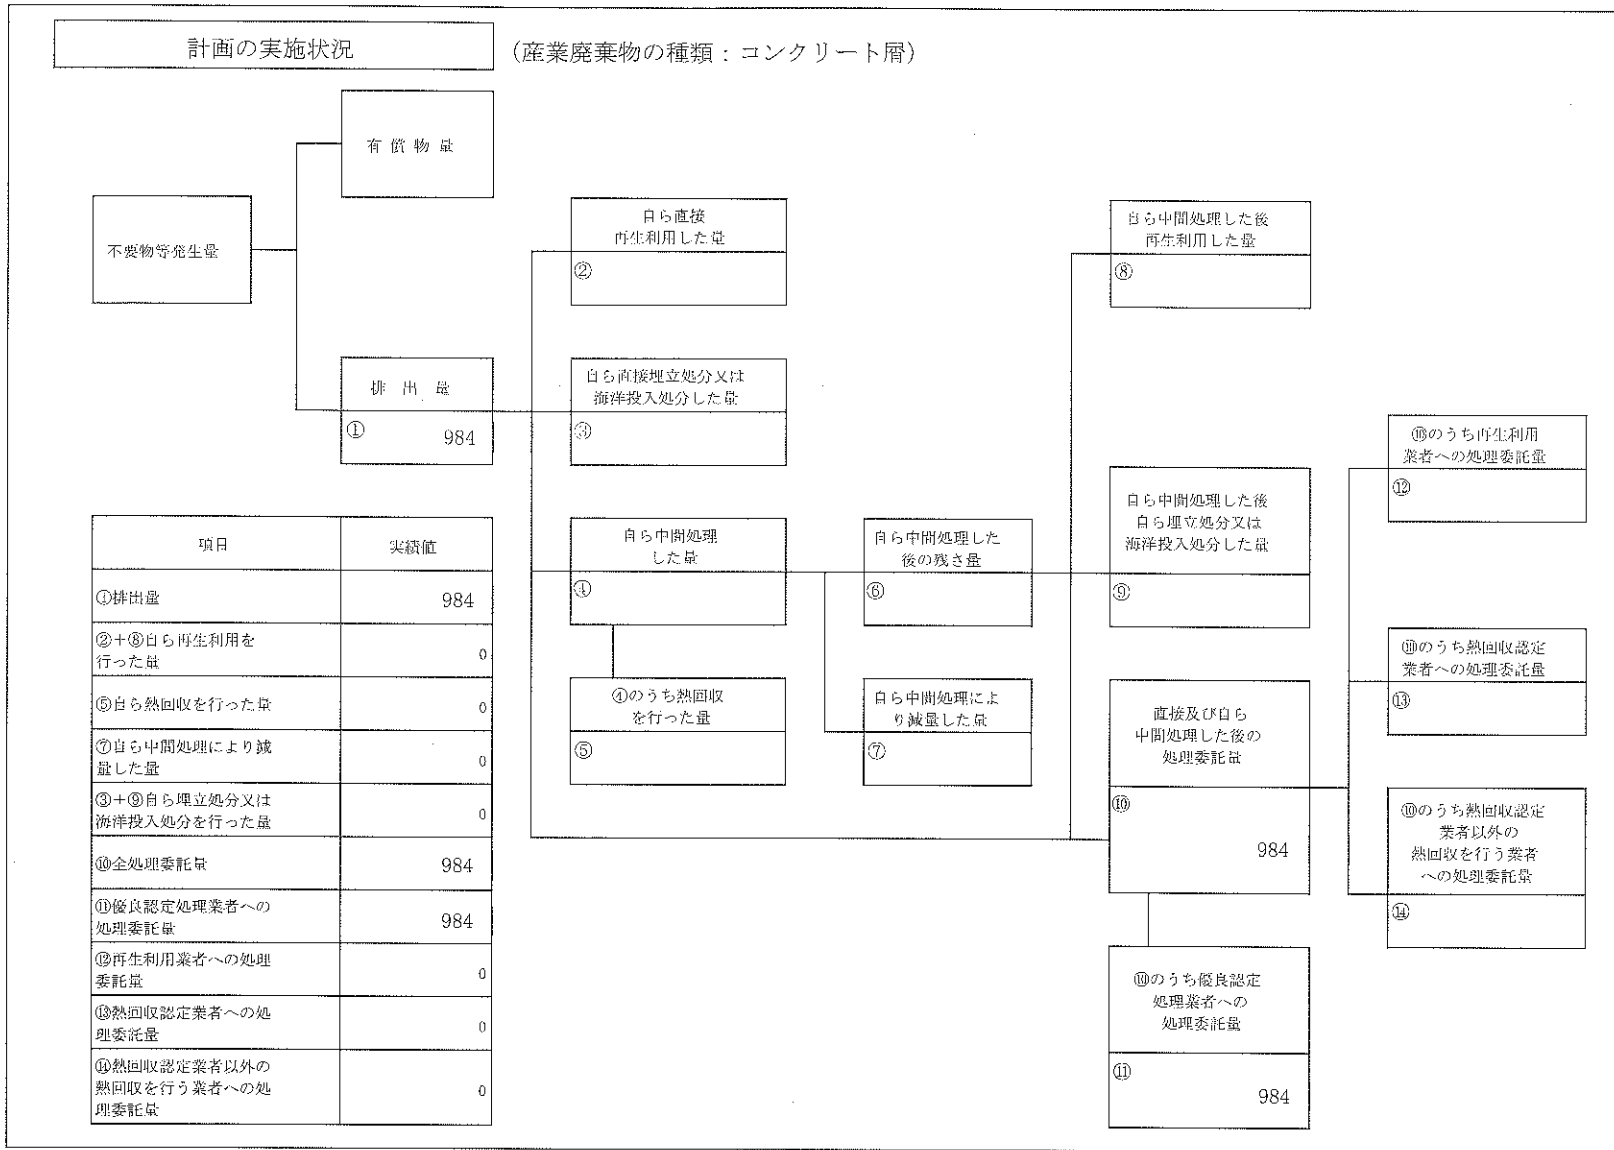 計画の実施状況
(産業廃棄物の種類：コンクリート屑)
有償物量
不要物等発生量
排出量
① 984
自ら直接
再生利用した量
②
自ら直接埋立処分又は
海洋投入処分した量
③
自ら中間処理
した量
④
④のうち熱回収
を行った量
⑤
自ら中間処理した
後の残さ量
⑥
自ら中間処理によ
り減量した量
⑦
自ら中間処理した後
再生利用した量
⑧
自ら中間処理した後
自ら埋立処分又は
海洋投入処分した量
⑨
直接及び自ら
中間処理した後の
処理委託量
⑩
984
⑩のうち優良認定
処理業者への
処理委託量
⑪
984
⑩のうち再生利用
業者への処理委託量
⑫
⑩のうち熱回収認定
業者への処理委託量
⑬
⑩のうち熱回収認定
業者以外の
熱回収を行う業者
への処理委託量
⑭
項目 実績値
①排出量 984
②+⑧自ら再生利用を
行った量 0
⑤自ら熱回収を行った量 0
⑦自ら中間処理により減
量した量 0
③+⑨自ら埋立処分又は
海洋投入処分を行った量 0
⑩全処理委託量 984
⑪優良認定処理業者への
処理委託量 984
⑫再生利用業者への処理
委託量 0
⑬熱回収認定業者への処
理委託量 0
⑭熱回収認定業者以外の
熱回収を行う業者への処
理委託量 0